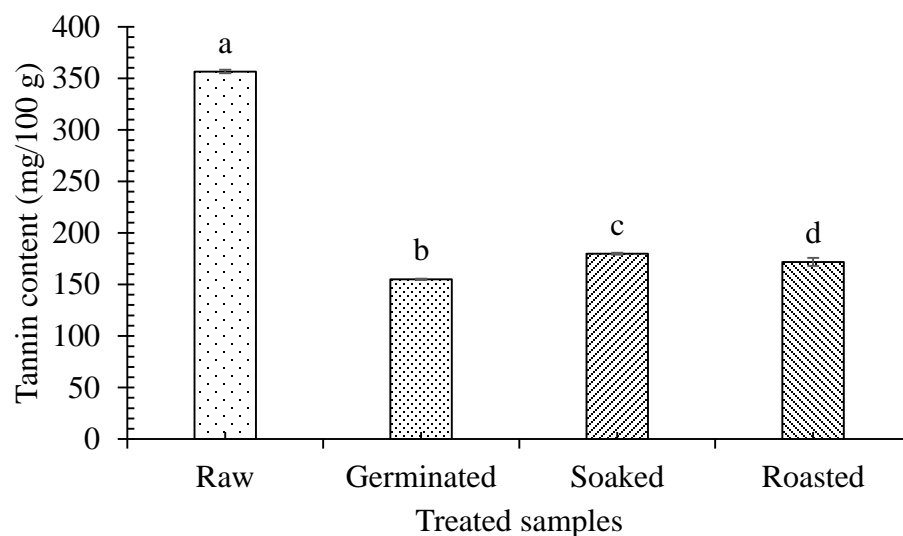 Tannin content (mg/100 g)
400
350
300
250
200
150
100
50
0
a
b
c
d
Raw
Germinated
Soaked
Roasted
Treated samples